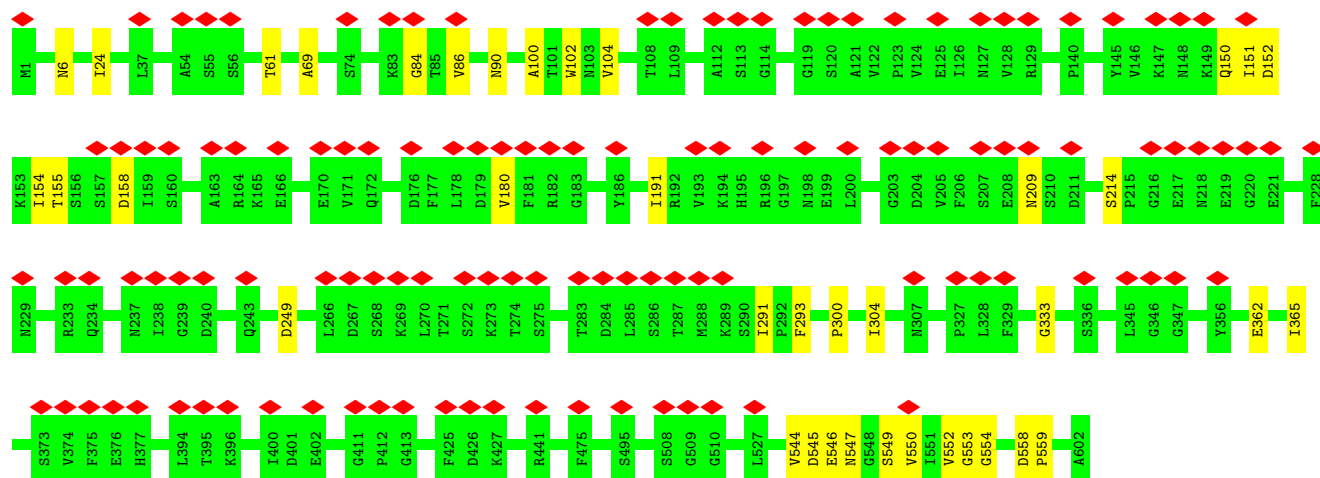 M1 N6 I24 L37 A54 S55 S56 T61 A69 S74 K83 G84 T85 V86 N90 A100 T101 W102 N103 V104 T108 L109 A112 S113 G114 G119 S120 A121 V122 P123 V124 E125 I126 N127 V128 R129 P140 Y145 V146 K147 N148 K149 Q150 I151 D152
K153 I154 T155 S156 S157 D158 I159 S160 A163 R164 K165 E166 E170 V171 Q172 D176 F177 L178 D179 V180 F181 R182 G183 Y186 I191 R192 V193 K194 H195 R196 G197 N198 E199 L200 G203 D204 V205 F206 S207 E208 N209 S210 D211 S214 P215 G216 E217 N218 E219 G220 E221 F228
N229 R233 Q234 N237 I238 G239 D240 Q243 D249 L266 D267 S268 K269 L270 T271 S272 K273 T274 S275 T283 D284 L285 S286 T287 M288 K289 S290 I291 P292 F293 P300 I304 N307 P327 L328 F329 G333 S336 L345 G346 G347 Y356 E362 I365
S373 V374 F375 E376 H377 L394 T395 K396 I400 D401 E402 G411 P412 G413 F425 D426 K427 R441 F475 S495 S508 G509 G510 L527 V544 D545 E546 N547 G548 S549 V550 I551 V552 G553 G554 D558 P559 A602